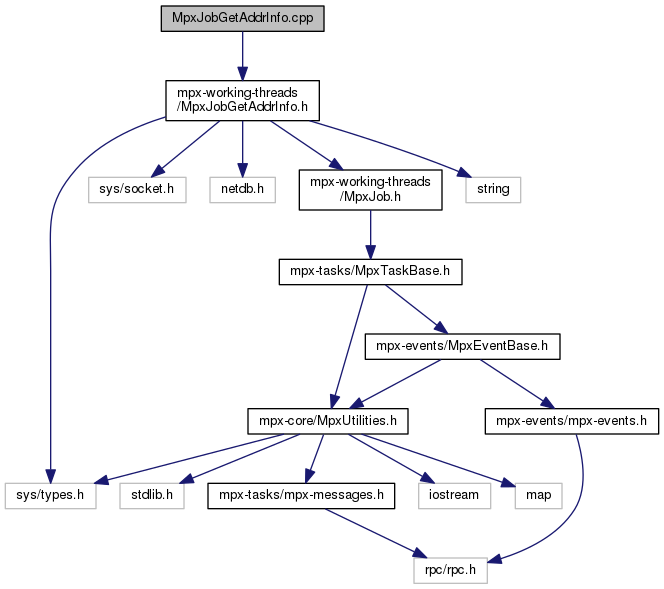 MpxJobGetAddrInfo.cpp
mpx-working-threads
/MpxJobGetAddrInfo.h
sys/socket.h
netdb.h
mpx-working-threads
/MpxJob.h
string
mpx-tasks/MpxTaskBase.h
mpx-events/MpxEventBase.h
mpx-core/MpxUtilities.h
mpx-events/mpx-events.h
sys/types.h
stdlib.h
mpx-tasks/mpx-messages.h
iostream
map
rpc/rpc.h